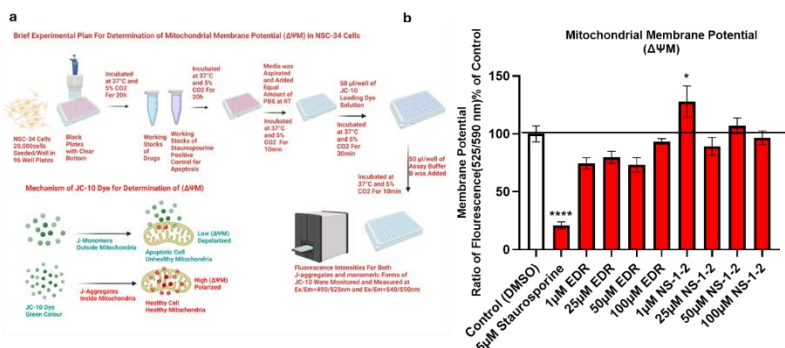 a
Brief Experimental Plan For Determination of Mitochondrial Membrane Potential (ΔΨM) in NSC-34 Cells
NSC-34 Cells
20,000cells
Seeded/Well in
96 Well Plates
Black
Plates
with Clear
Bottom
Incubated
at 37°C and
5% CO2
For 20h
Working
Stocks
of
Drugs
Working
Stocks of
Staurosporine
Positive
Control for
Apoptosis
Incubated
at 37°C and
5% CO2 For
20h
Media was
Aspirated and
Added Equal
Amount of
PBS at RT
Incubated
at 37°C and
5% CO2 For
10min
50 µl/well of
JC-10
Loading Dye
Solution
Incubated at
37°C and 5%
CO2 For
30min
50 µl/well of
Assay Buffer
B was Added
Incubated at 37°C and
5% CO2 For 10min
Mechanism of JC-10 Dye for Determination of (ΔΨM)
J-Monomers
Outside Mitochondria
Low (ΔΨM)
Depolarized
Apoptotic Cell
Unhealthy Mitochondria
JC-10 Dye
Green Colour
J-Aggregates
Inside Mitochondria
High (ΔΨM)
Polarized
Healthy Cell
Healthy Mitochondria
Fluorescence Intensities For Both
J-aggregates and monomeric Forms of
JC-10 Were Monitored and Measured at
Ex/Em=490/525nm and Ex/Em=540/590nm
b
Mitochondrial Membrane Potential
(ΔΨM)
Membrane Potential
Ratio of Flourescence(525/590 nm)% of Control
150
100
50
0
****
*
Control (DMSO)
5µM Staurosporine
1µM EDR
25µM EDR
50µM EDR
100µM EDR
1µM NS-1-2
25µM NS-1-2
50µM NS-1-2
100µM NS-1-2